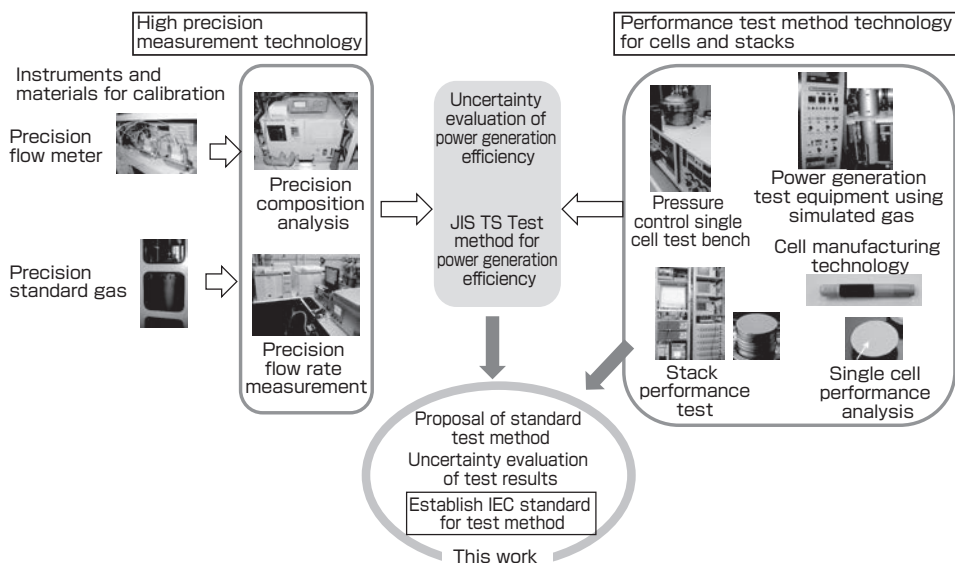 High precision
measurement technology
Instruments and
materials for calibration
Precision
flow meter
Precision
composition
analysis
Precision
standard gas
Precision
flow rate
measurement
Uncertainty
evaluation of
power generation
efficiency
JIS TS Test
method for
power generation
efficiency
Performance test method technology
for cells and stacks
Pressure
control single
cell test bench
Power generation
test equipment using
simulated gas
Cell manufacturing
technology
Stack
performance
test
Single cell
performance
analysis
Proposal of standard
test method
Uncertainty evaluation
of test results
Establish IEC standard
for test method
This work